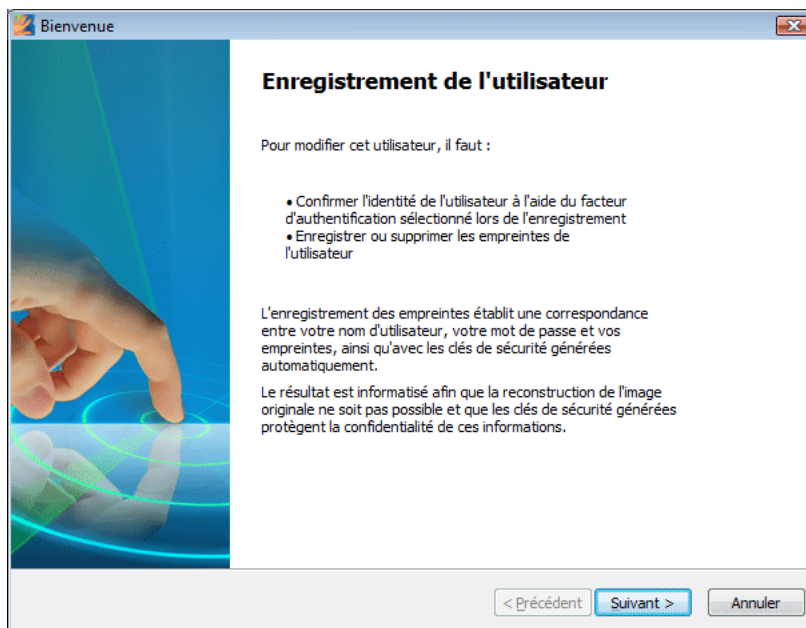 Bienvenue
Enregistrement de l'utilisateur
Pour modifier cet utilisateur, il faut :
• Confirmer l'identité de l'utilisateur à l'aide du facteur
d'authentification sélectionné lors de l'enregistrement
• Enregistrer ou supprimer les empreintes de
l'utilisateur
L'enregistrement des empreintes établit une correspondance
entre votre nom d'utilisateur, votre mot de passe et vos
empreintes, ainsi qu'avec les clés de sécurité générées
automatiquement.
Le résultat est informatisé afin que la reconstruction de l'image
originale ne soit pas possible et que les clés de sécurité générées
protègent la confidentialité de ces informations.
< Précédent Suivant > Annuler